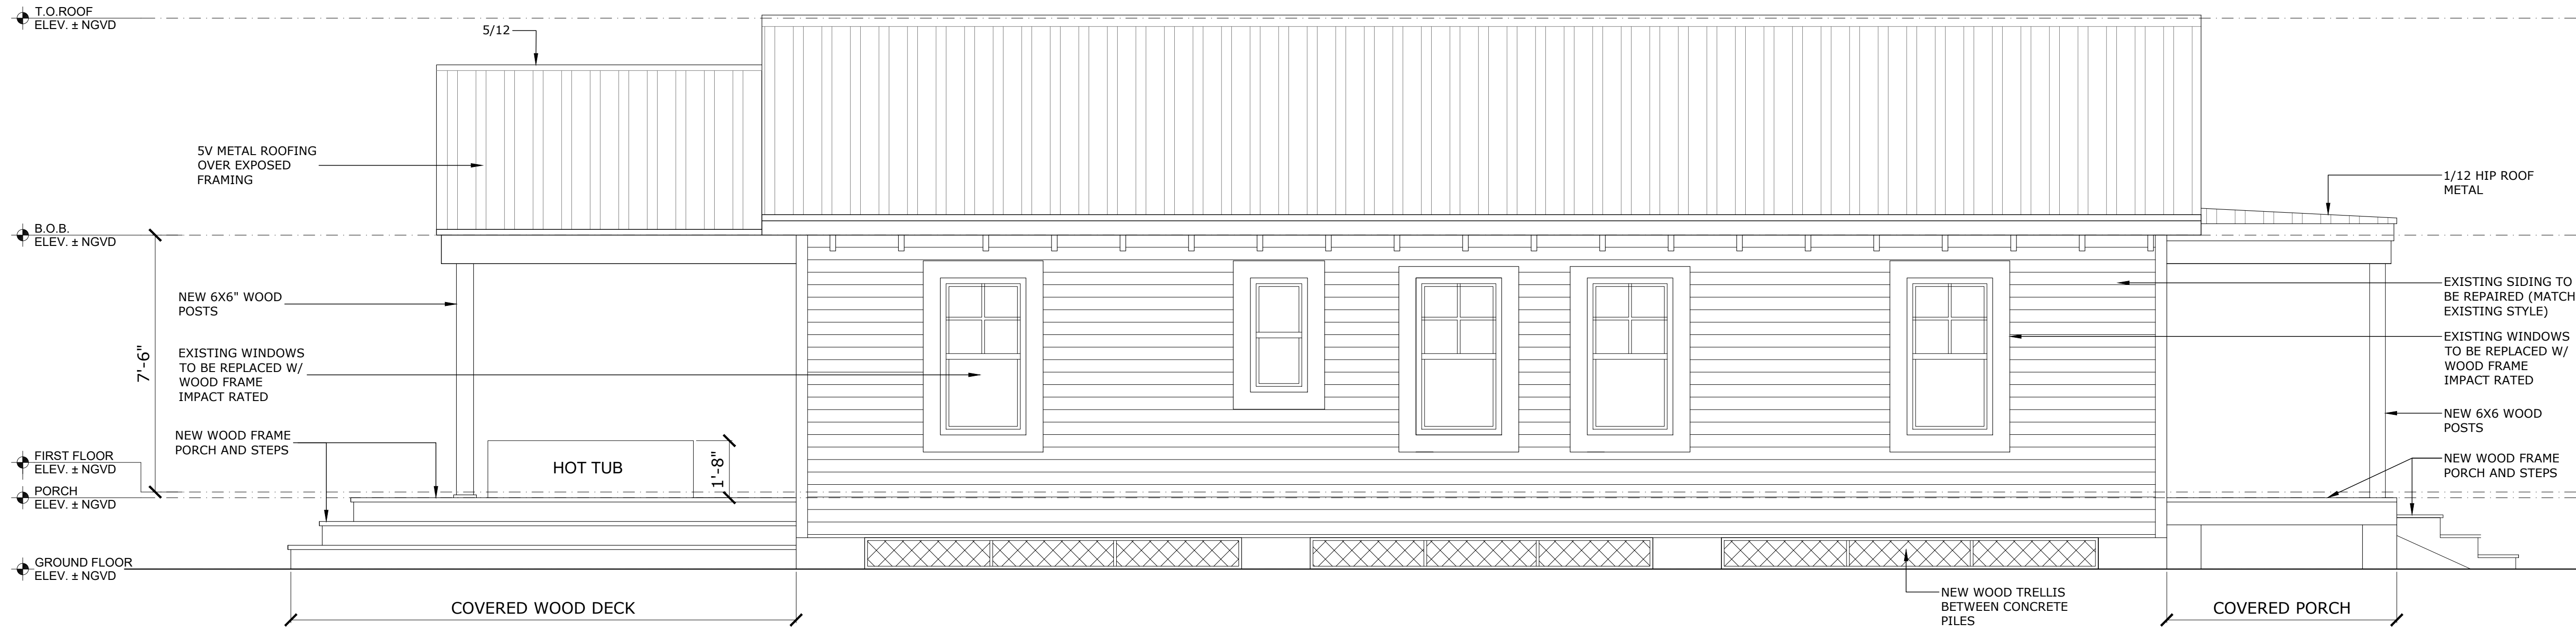 T.O.ROOF
ELEV. ± NGVD
5/12
5V METAL ROOFING
OVER EXPOSED
FRAMING
1/12 HIP ROOF
METAL
B.O.B.
ELEV. ± NGVD
7'-6"
NEW 6X6" WOOD
POSTS
EXISTING WINDOWS
TO BE REPLACED W/
WOOD FRAME
IMPACT RATED
NEW WOOD FRAME
PORCH AND STEPS
HOT TUB
1'-8"
EXISTING SIDING TO
BE REPAIRED (MATCH
EXISTING STYLE)
EXISTING WINDOWS
TO BE REPLACED W/
WOOD FRAME
IMPACT RATED
NEW 6X6 WOOD
POSTS
NEW WOOD FRAME
PORCH AND STEPS
FIRST FLOOR
ELEV. ± NGVD
PORCH
ELEV. ± NGVD
GROUND FLOOR
ELEV. ± NGVD
COVERED WOOD DECK
NEW WOOD TRELLIS
BETWEEN CONCRETE
PILES
COVERED PORCH